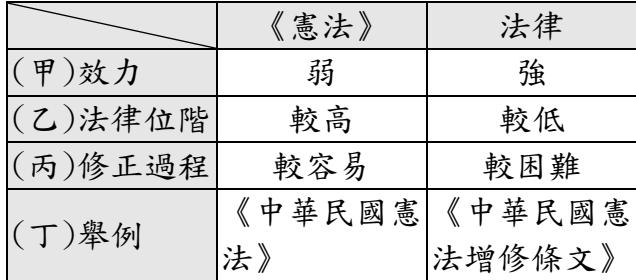 《憲法》 法律
(甲)效力 弱 強
(乙)法律位階 較高 較低
(丙)修正過程 較容易 較困難
(丁)舉例 《中華民國憲 《中華民國憲
法》 法增修條文》